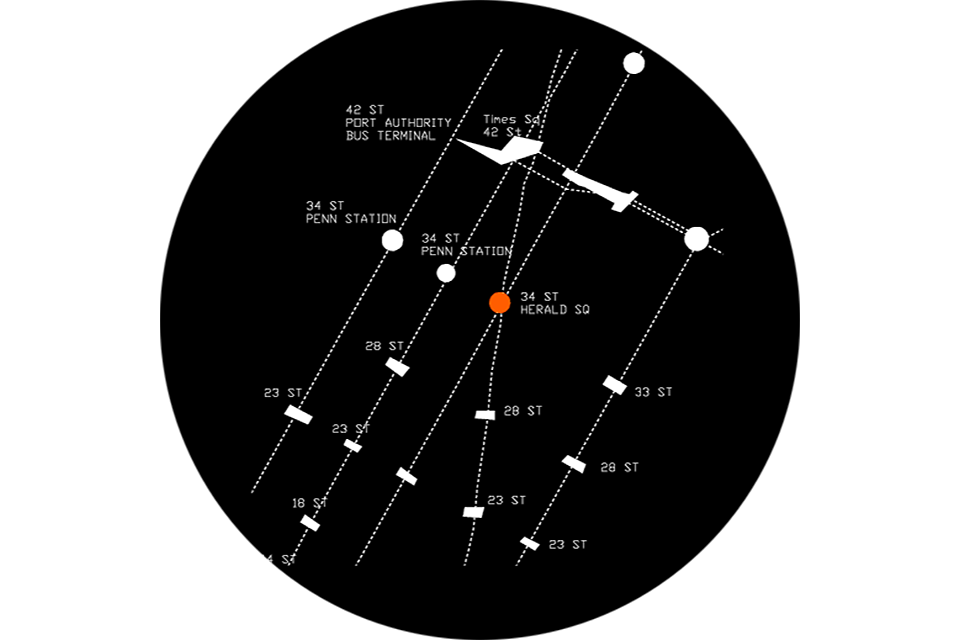 42 ST
PORT AUTHORITY
BUS TERMINAL
Times Sq
42 St
34 ST
PENN STATION
34 ST
PENN STATION
34 ST
HERALD SQ
28 ST
23 ST
33 ST
28 ST
23 ST
28 ST
23 ST
18 ST
23 ST
4 ST